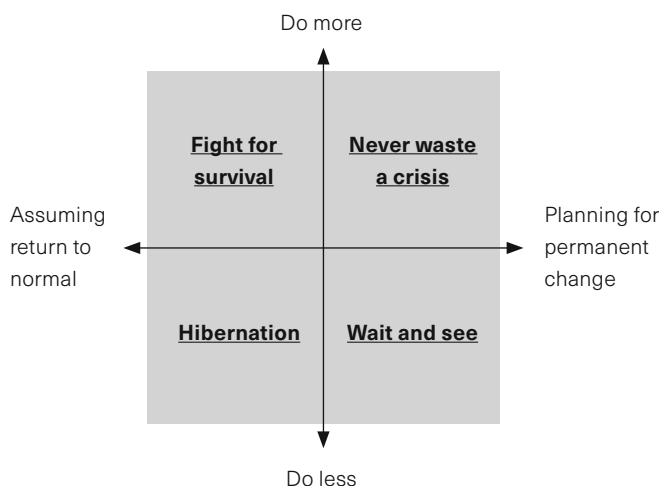 Do more
Fight for
survival
Never waste
a crisis
Assuming
return to
normal
Planning for
permanent
change
Hibernation
Wait and see
Do less